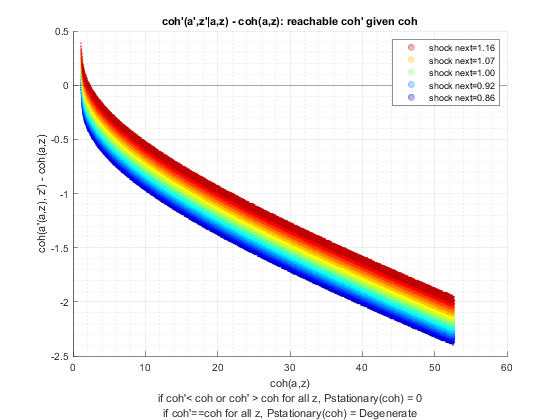 coh'(a',z'|a,z) - coh(a,z): reachable coh' given coh
0.5
0
-0.5
-1
-1.5
-2
-2.5
coh(a'(a,z), z') - coh(a,z)
shock next=1.16
shock next=1.07
shock next=1.00
shock next=0.92
shock next=0.86
0 10 20 30 40 50 60
coh(a,z)
if coh'< coh or coh' > coh for all z, Pstationary(coh) = 0
if coh'==coh for all z, Pstationary(coh) = Degenerate